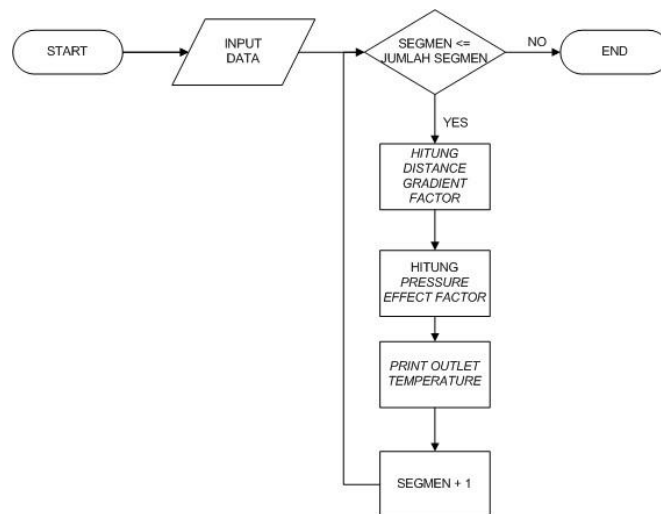 START
INPUT
DATA
SEGMEN <=
JUMLAH SEGMEN
NO
END
YES
HITUNG
DISTANCE
GRADIENT
FACTOR
HITUNG
PRESSURE
EFFECT FACTOR
PRINT OUTLET
TEMPERATURE
SEGMEN + 1